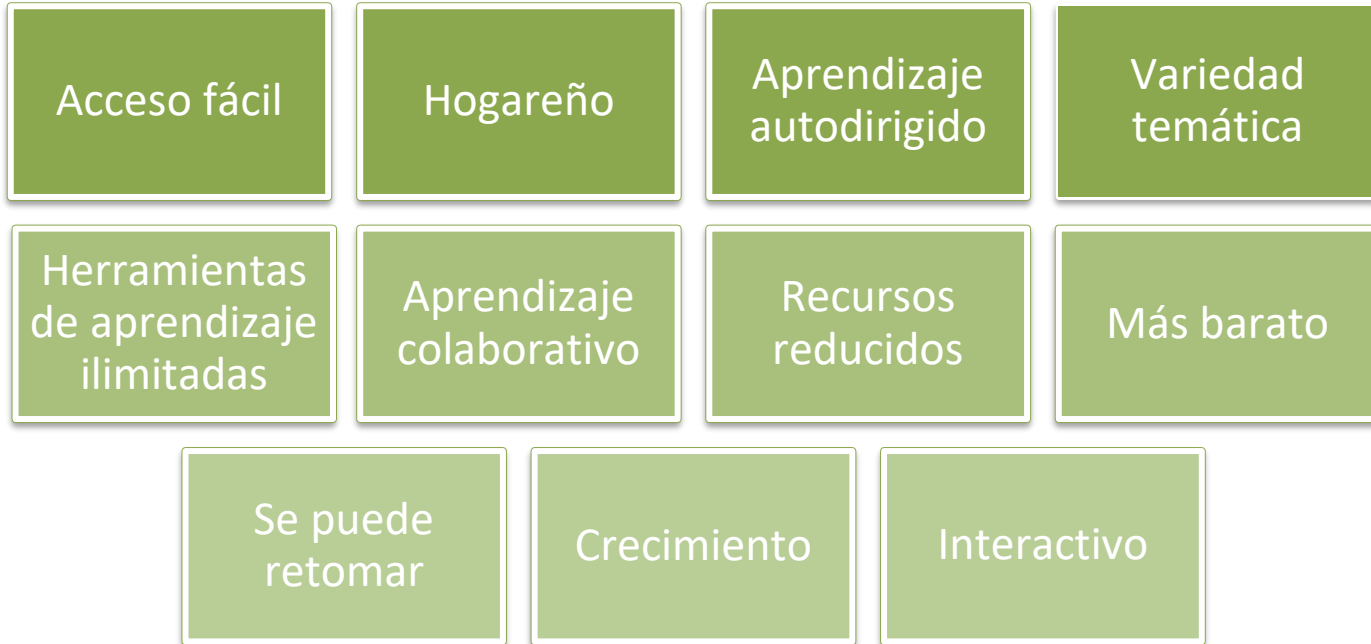 Acceso fácil
Hogareño
Aprendizaje
autodirigido
Variedad
temática
Herramientas
de aprendizaje
ilimitadas
Aprendizaje
colaborativo
Recursos
reducidos
Más barato
Se puede
retomar
Crecimiento
Interactivo